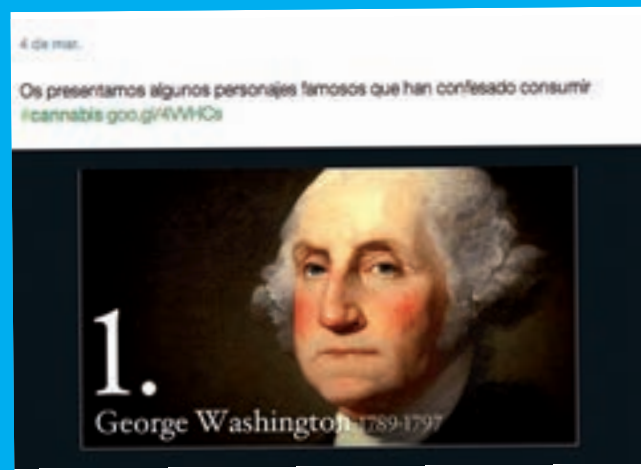 4 de mar.
Os presentamos algunos personajes famosos que han confesado consumir
#cannabis goo.gl/4VVHCs
1.
George Washington 1789-1797